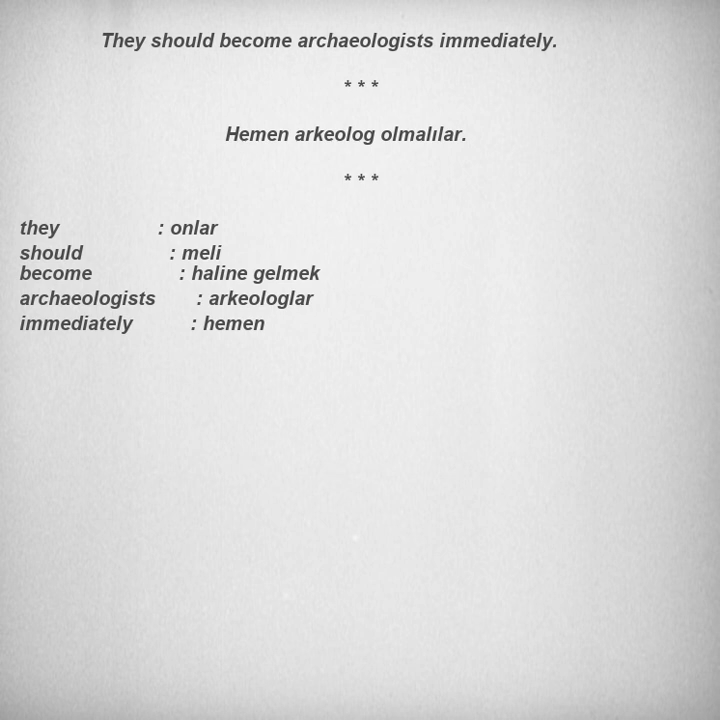 They should become archaeologists immediately.
* * *
Hemen arkeolog olmalılar.
* * *
they : onlar
should : meli
become : haline gelmek
archaeologists : arkeologlar
immediately : hemen